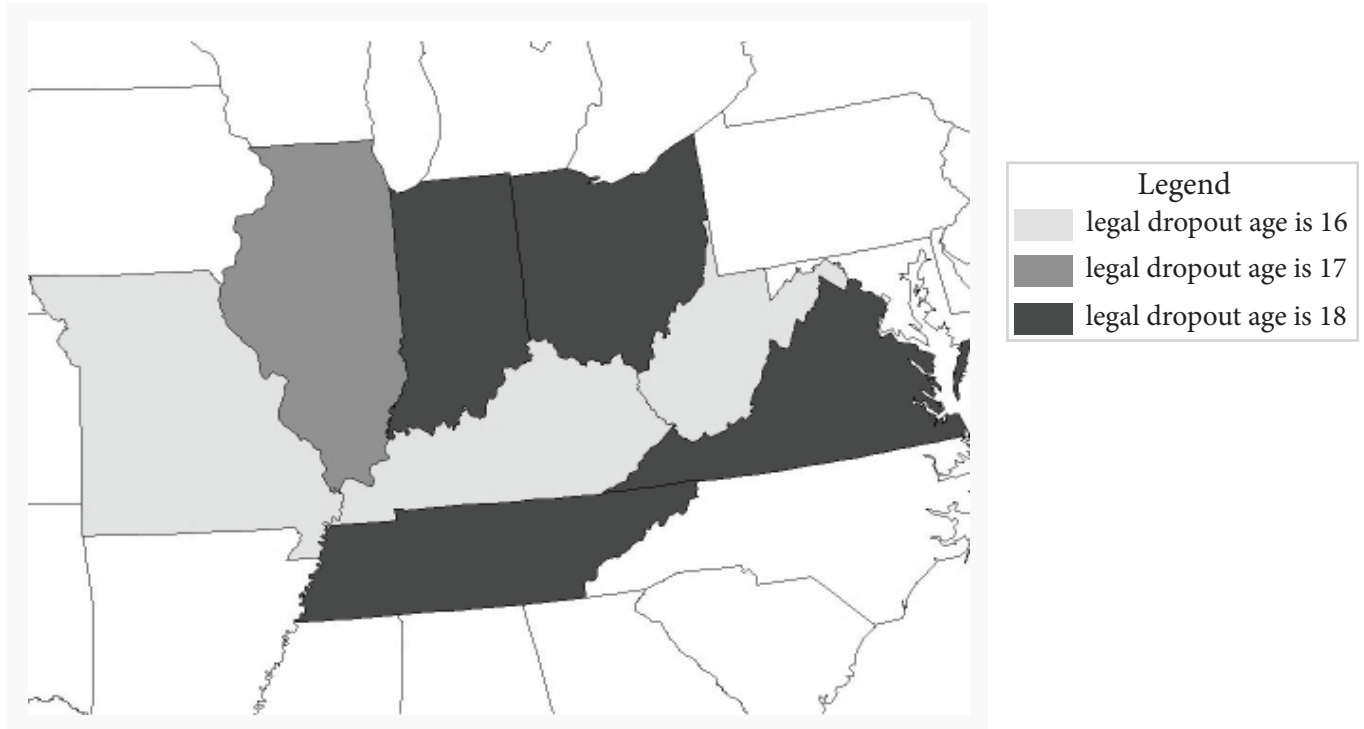 Legend
legal dropout age is 16
legal dropout age is 17
legal dropout age is 18